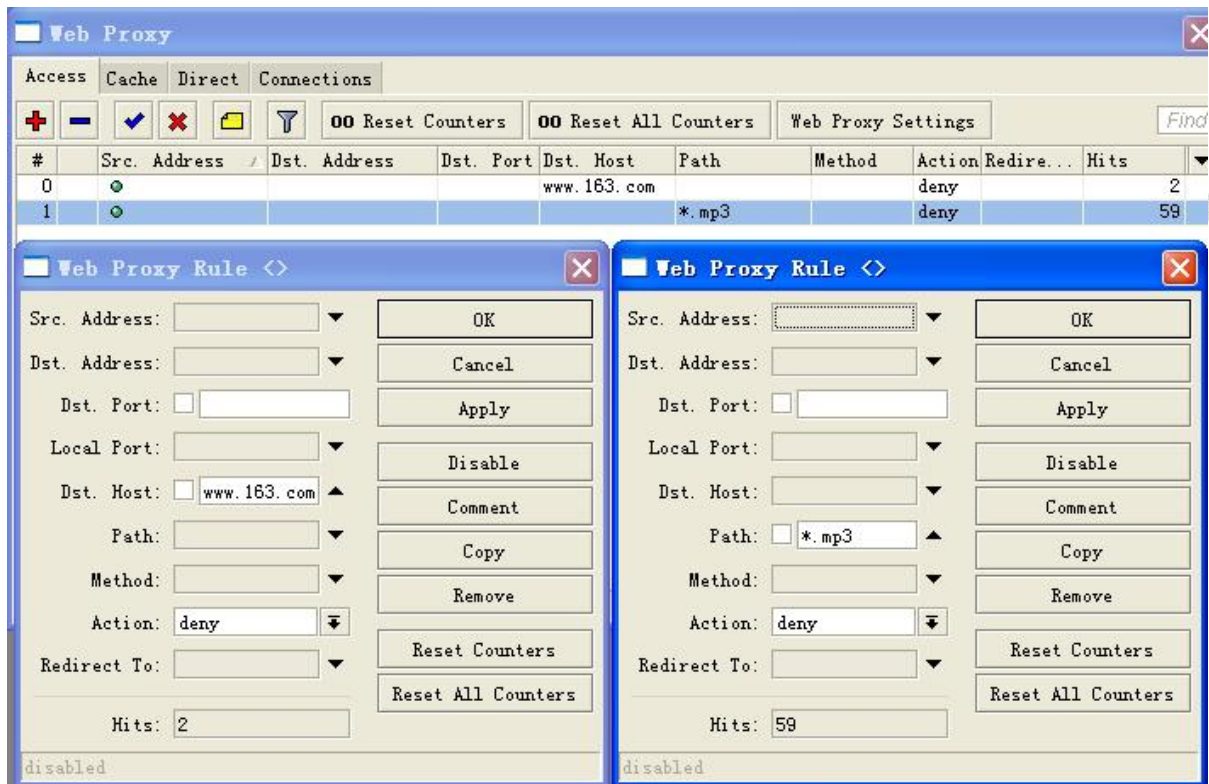 Web Proxy
Access Cache Direct Connections
00 Reset Counters 00 Reset All Counters Web Proxy Settings Find
# Src. Address Dst. Address Dst. Port Dst. Host Path Method Action Redire... Hits
0 www.163.com deny 2
1 *.mp3 deny 59
Web Proxy Rule <>
Src. Address: OK
Dst. Address: Cancel
Dst. Port: Apply
Local Port: Disable
Dst. Host: www.163.com Comment
Path: Copy
Method: Remove
Action: deny
Reset Counters
Redirect To:
Reset All Counters
Hits: 2
disabled
Web Proxy Rule <>
Src. Address: OK
Dst. Address: Cancel
Dst. Port: Apply
Local Port: Disable
Dst. Host: Comment
Path: *.mp3 Copy
Method: Remove
Action: deny
Reset Counters
Redirect To:
Reset All Counters
Hits: 59
disabled